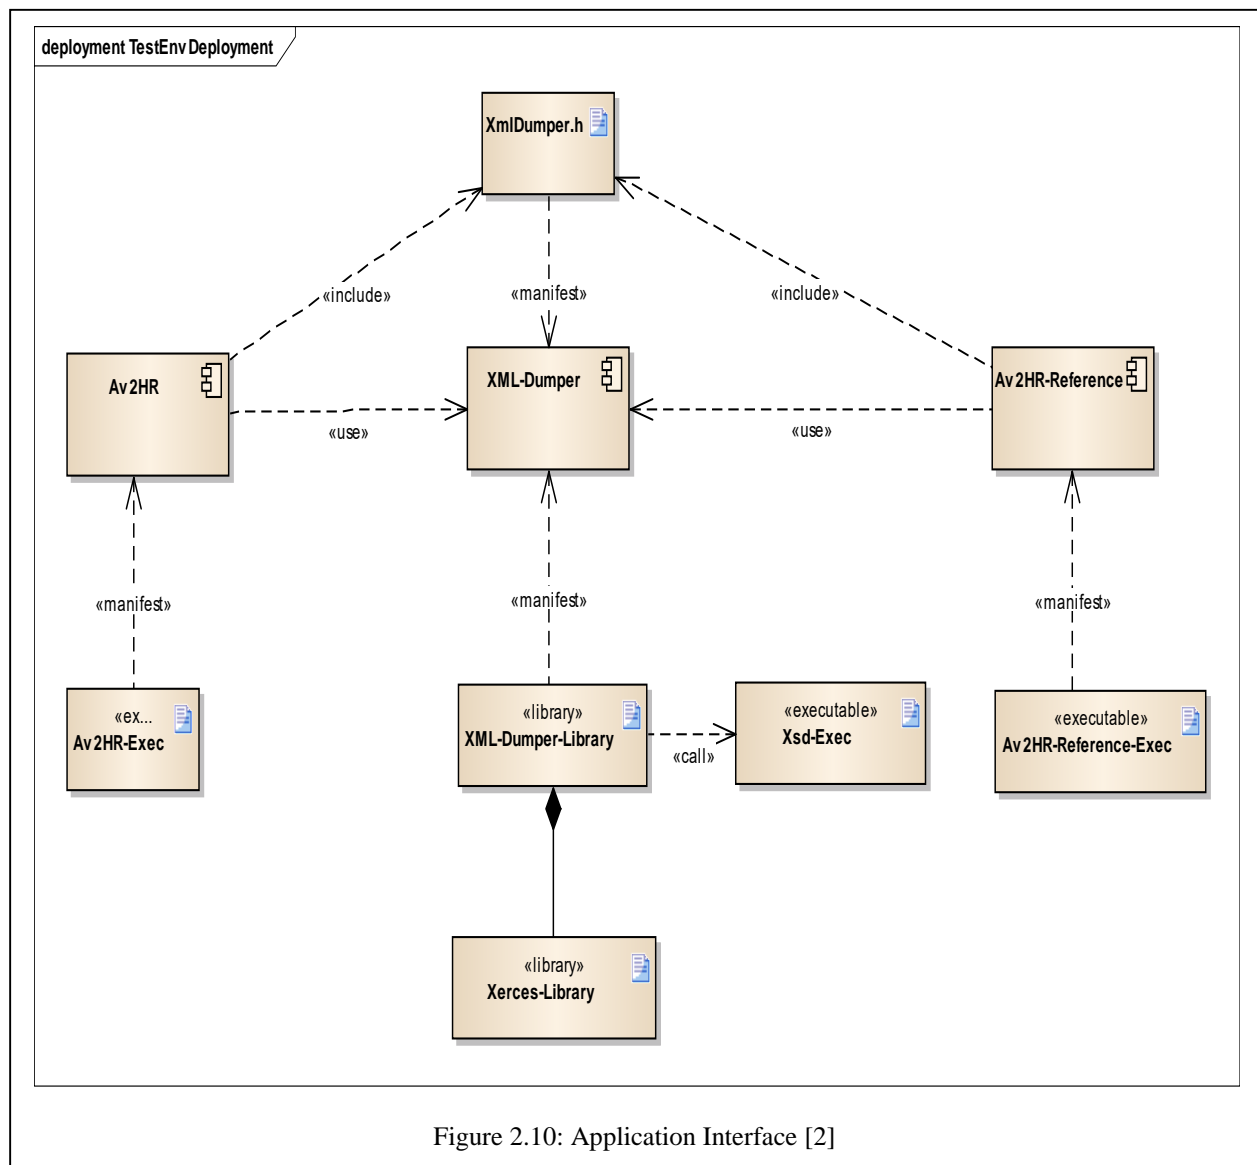 deployment TestEnvDeployment
XmlDumper.h
«include»
«manifest»
«include»
Av2HR
XML-Dumper
Av2HR-Reference
«use»
«use»
«manifest»
«manifest»
«manifest»
«ex...
Av2HR-Exec
«library»
XML-Dumper-Library
«call»
«executable»
Xsd-Exec
«executable»
Av2HR-Reference-Exec
«library»
Xerces-Library
Figure 2.10: Application Interface [2]